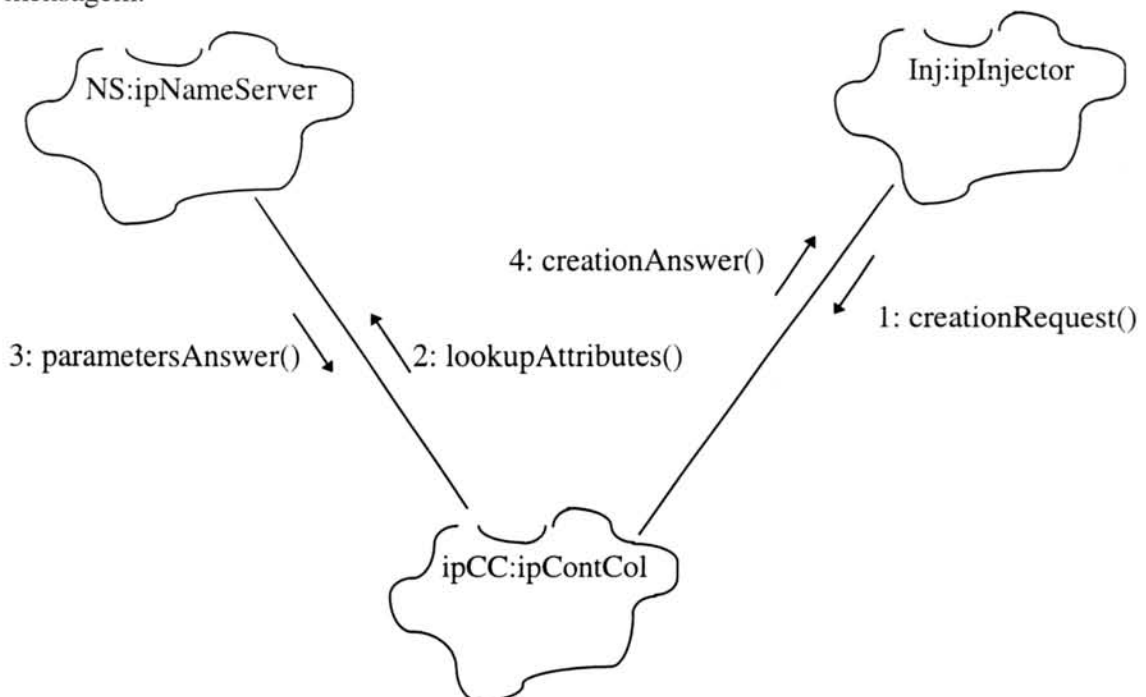 mensagem.
NS:ipNameServer
Inj:ipInjector
4: creationAnswer()
1: creationRequest()
3: parametersAnswer()
2: lookupAttributes()
ipCC:ipContCol